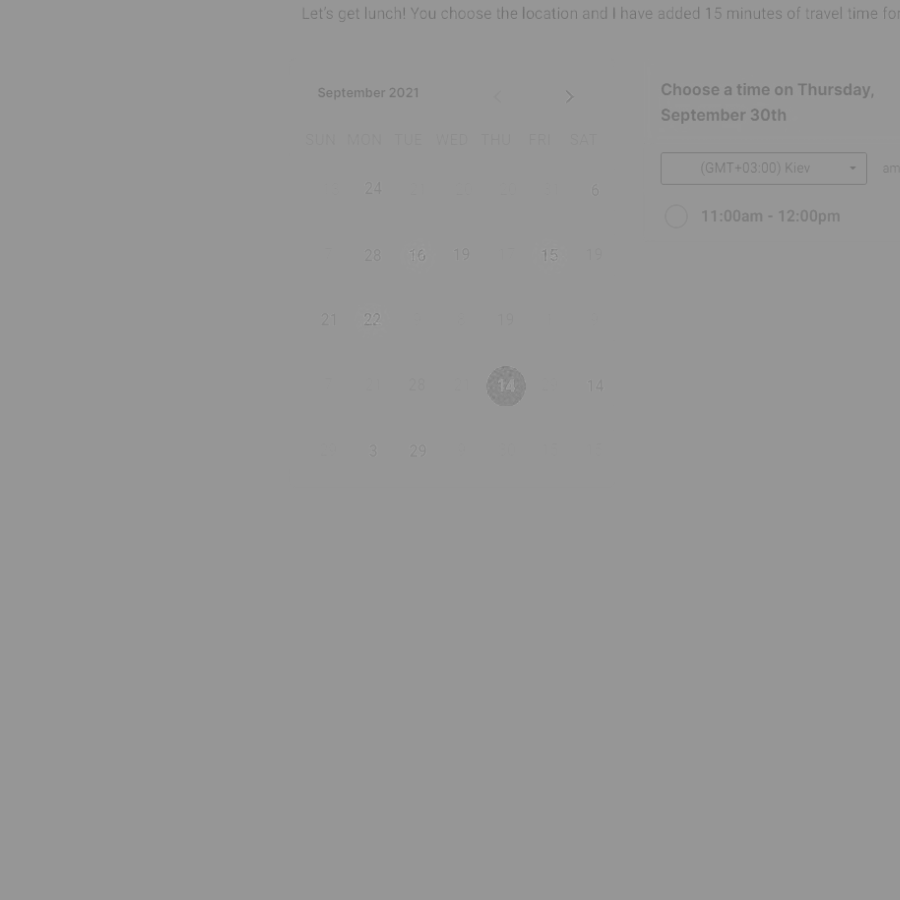 Let's get lunch! You choose the location and I have added 15 minutes of travel time for
September 2021
Choose a time on Thursday,
September 30th
SUN MON TUE WED THU FRI SAT
(GMT+03:00) Kiev am
11:00am - 12:00pm
24 6
28 16 19 15 19
21 22 19
28 14 14
3 29